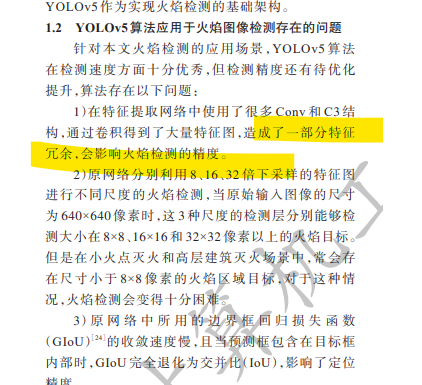 YOLOv5作为实现火焰检测的基础架构。
1.2 YOLOv5算法应用于火焰图像检测存在的问题
针对本文火焰检测的应用场景,YOLOv5算法
在检测速度方面十分优秀,但检测精度还有待优化
提升,算法存在以下问题:
1)在特征提取网络中使用了很多Conv和C3结
构,通过卷积得到了大量特征图,造成了一部分特征
冗余,会影响火焰检测的精度。
2)原网络分别利用8、16、32倍下采样的特征图
进行不同尺度的火焰检测,当原始输入图像的尺寸
为640×640像素时,这3种尺度的检测层分别能够检
测大小在8×8、16×16和32×32像素以上的火焰目标。
但是在小火点灭火和高层建筑灭火场景中,常会存
在尺寸小于8×8像素的火焰区域目标,对于这种情
况,火焰检测会变得十分困难。
3)原网络中所用的边界框回归损失函数
(GIoU)[24]的收敛速度慢,且当预测框包含在目标框
内部时,GIoU完全退化为交并比(IoU),影响了定位
精度